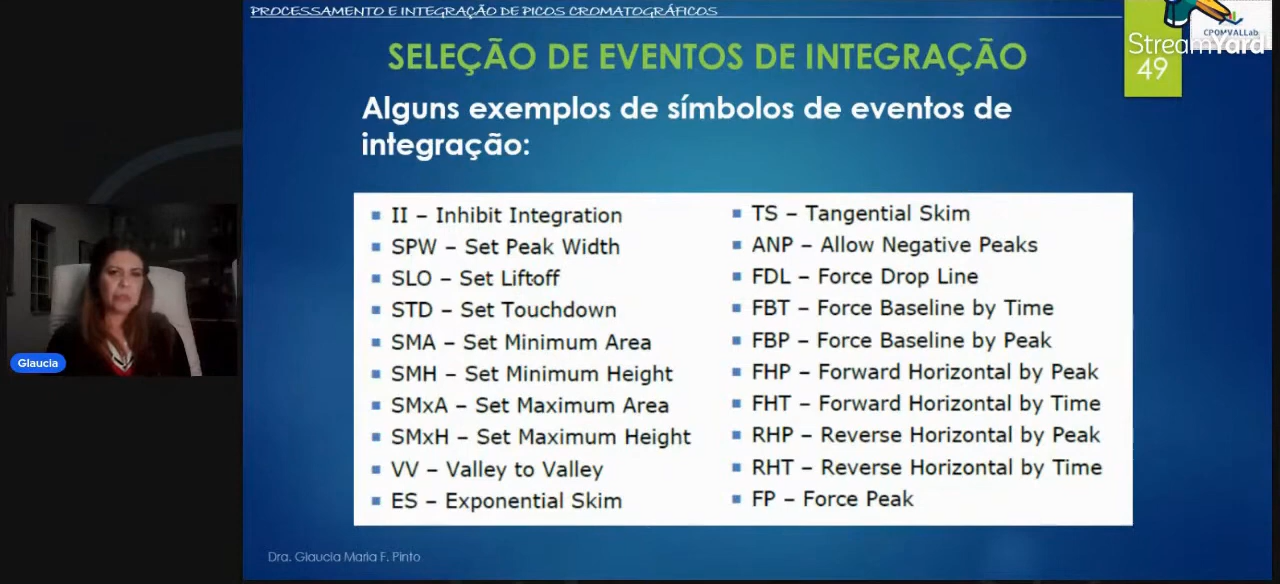 PROCESSAMENTO E INTEGRAÇÃO DE PICOS CROMATOGRÁFICOS
CPOMVALLab
StreamYard
SELEÇÃO DE EVENTOS DE INTEGRAÇÃO
49
Alguns exemplos de símbolos de eventos de
integração:
II – Inhibit Integration
SPW – Set Peak Width
SLO – Set Liftoff
STD – Set Touchdown
SMA – Set Minimum Area
SMH – Set Minimum Height
SMxA – Set Maximum Area
SMxH – Set Maximum Height
VV – Valley to Valley
ES – Exponential Skim
TS – Tangential Skim
ANP – Allow Negative Peaks
FDL – Force Drop Line
FBT – Force Baseline by Time
FBP – Force Baseline by Peak
FHP – Forward Horizontal by Peak
FHT – Forward Horizontal by Time
RHP – Reverse Horizontal by Peak
RHT – Reverse Horizontal by Time
FP – Force Peak
Glaucia
Dra. Glaucia Maria F. Pinto